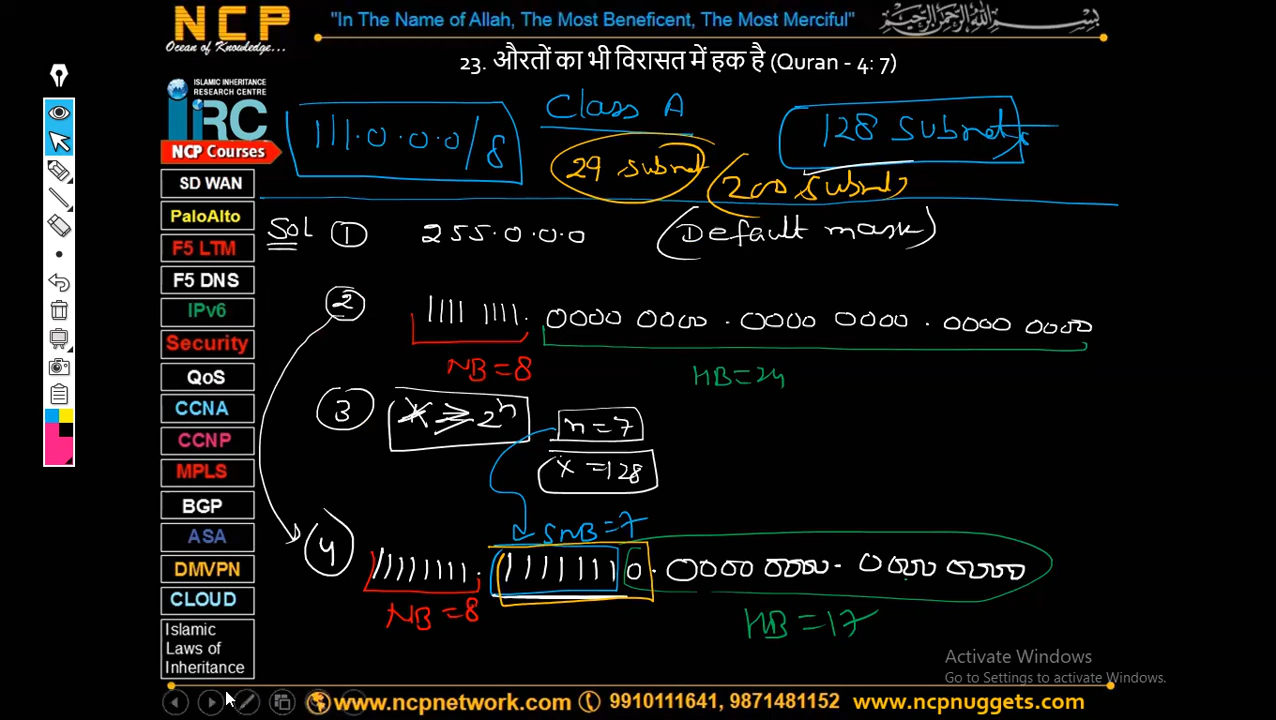 NCP
Ocean of Knowledge...
"In The Name of Allah, The Most Beneficent, The Most Merciful"
23. औरतों का भी विरासत में हक है (Quran - 4: 7)
ISLAMIC INHERITANCE
RESEARCH CENTRE
IRC
NCP Courses
SD WAN
PaloAlto
F5 LTM
F5 DNS
IPv6
Security
QoS
CCNA
CCNP
MPLS
BGP
ASA
DMVPN
CLOUD
Islamic
Laws of
Inheritance
111.0.0.0/8
Class A
128 subnets
29 subnet
200 subnet
Sol ① 255.0.0.0 (Default mask)
② 1111 1111. 0000 0000 . 0000 0000 . 0000 0000
NB=8
HB=24
③ X ≥ 2ⁿ
n=7
X=128
④
SNB=7
11111111. 11111110. 0000 0000. 0000 0000
NB=8
HB=17
Activate Windows
Go to Settings to activate Windows.
www.ncpnetwork.com 9910111641, 9871481152 www.ncpnuggets.com